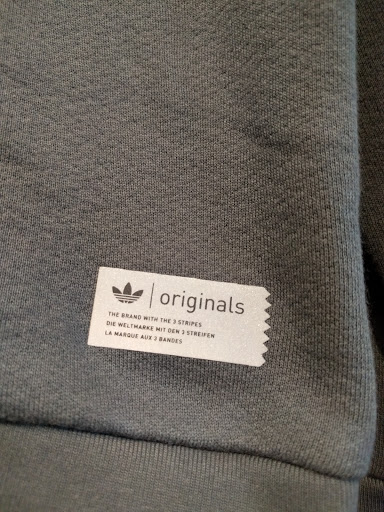 originals
THE BRAND WITH THE 3 STRIPES
DIE WELTMARKE MIT DEN 3 STREIFEN
LA MARQUE AUX 3 BANDES